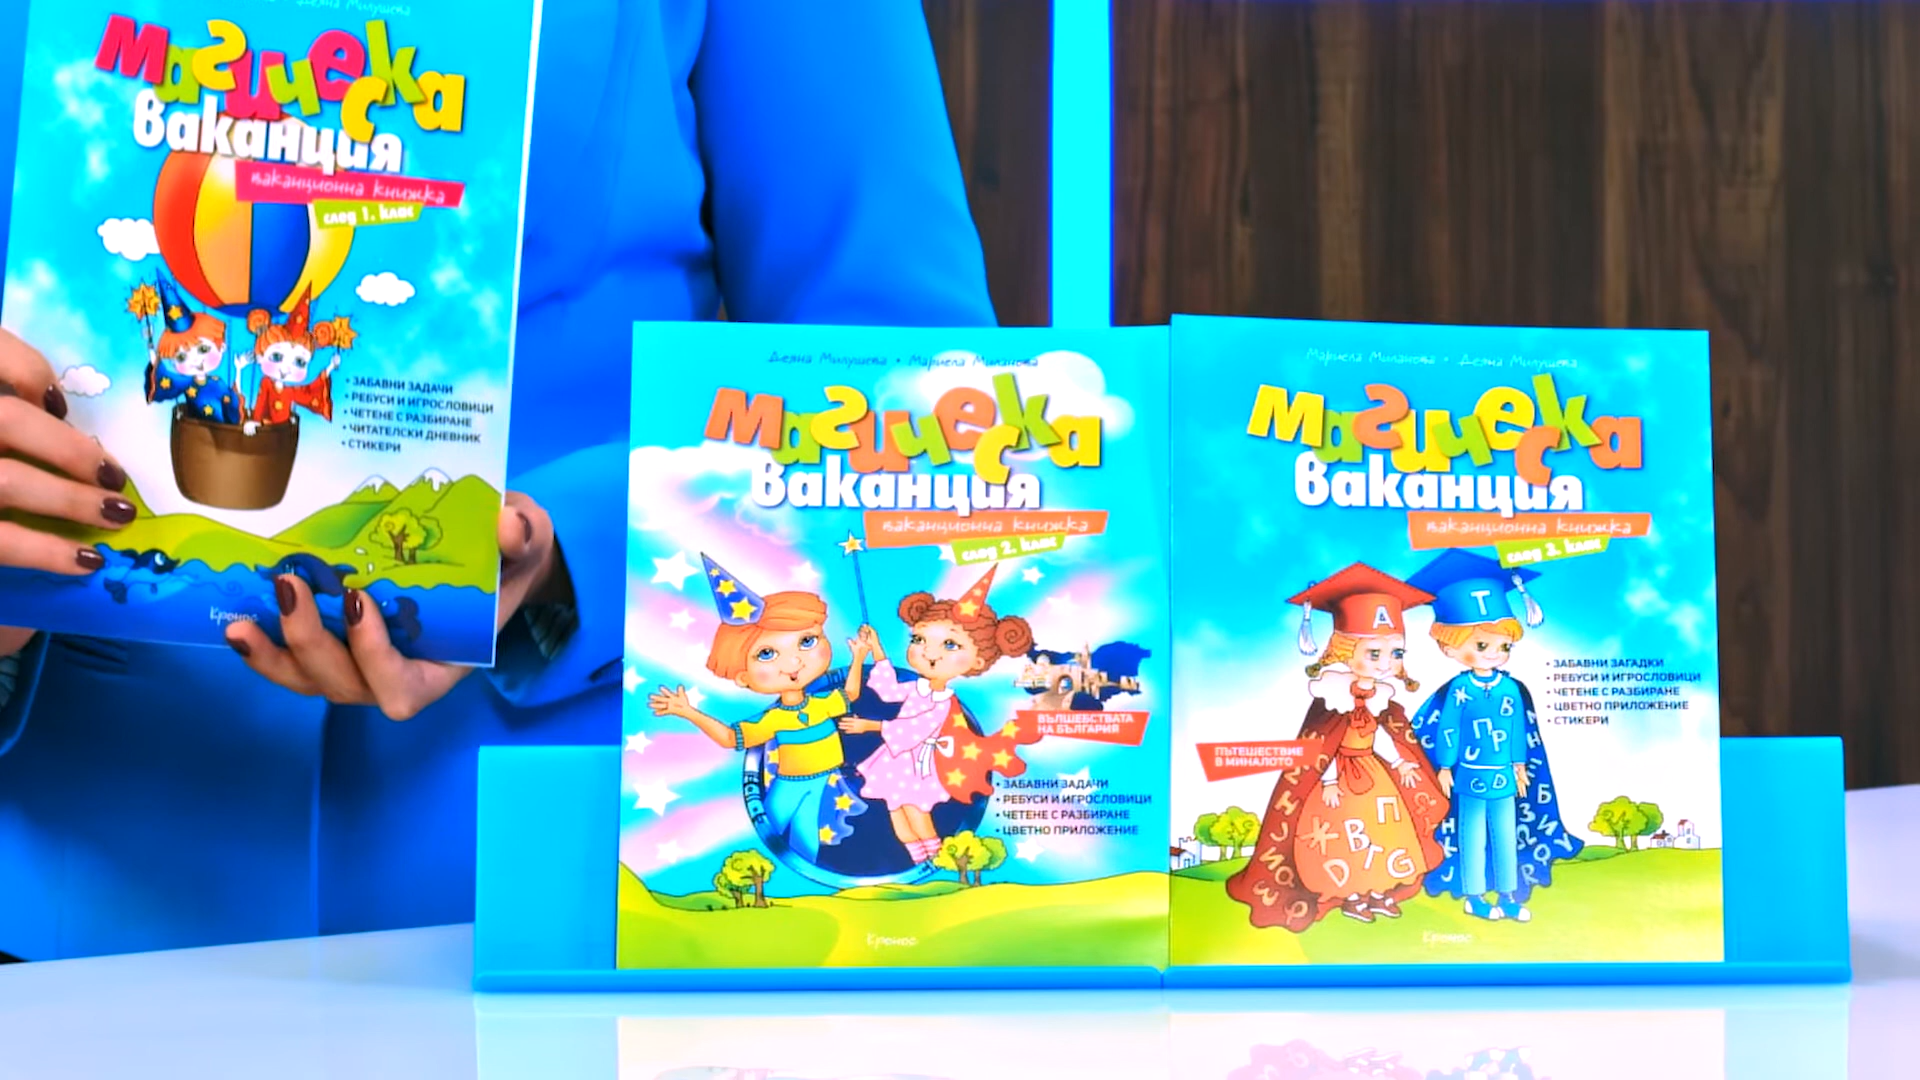 Деяна Милушева
Магическа
ваканция
ваканционна книжка
след 1. клас
• ЗАБАВНИ ЗАДАЧИ
• РЕБУСИ И ИГРОСЛОВИЦИ
• ЧЕТЕНЕ С РАЗБИРАНЕ
• ЧИТАТЕЛСКИ ДНЕВНИК
• СТИКЕРИ
Кронос
Деяна Милушева • Мариела Миланова
Магическа
ваканция
ваканционна книжка
след 2. клас
ВЪЛШЕБСТВАТА
НА БЪЛГАРИЯ
• ЗАБАВНИ ЗАДАЧИ
• РЕБУСИ И ИГРОСЛОВИЦИ
• ЧЕТЕНЕ С РАЗБИРАНЕ
• ЦВЕТНО ПРИЛОЖЕНИЕ
Кронос
Мариела Миланова • Деяна Милушева
Магическа
ваканция
ваканционна книжка
след 3. клас
А Т
• ЗАБАВНИ ЗАГАДКИ
• РЕБУСИ И ИГРОСЛОВИЦИ
• ЧЕТЕНЕ С РАЗБИРАНЕ
• ЦВЕТНО ПРИЛОЖЕНИЕ
• СТИКЕРИ
ПЪТЕШЕСТВИЕ
В МИНАЛОТО
Кронос